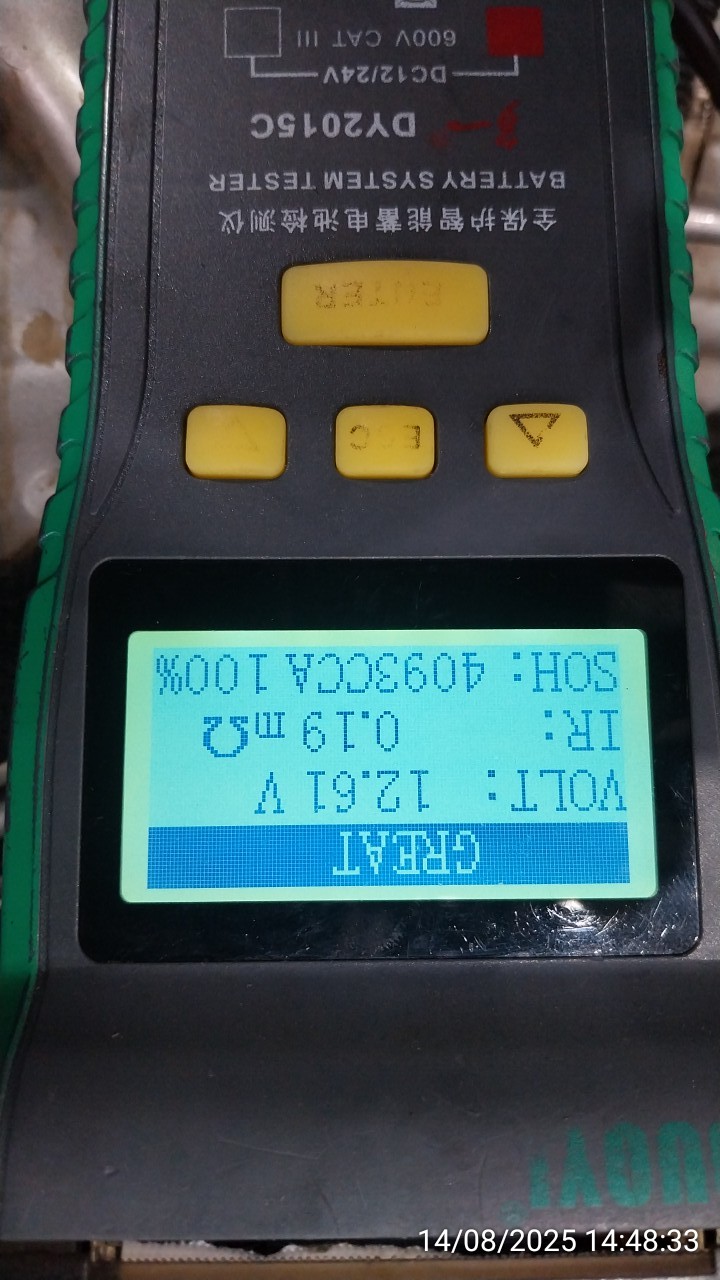 DUOYI
GREAT
VOLT: 12.61 V
IR: 0.19 mΩ
SOH: 4093CCA 100%
ESC
ENTER
全保护智能蓄电池检测仪
BATTERY SYSTEM TESTER
DY2015C
DC12/24V
600V CAT III
14/08/2025 14:48:33